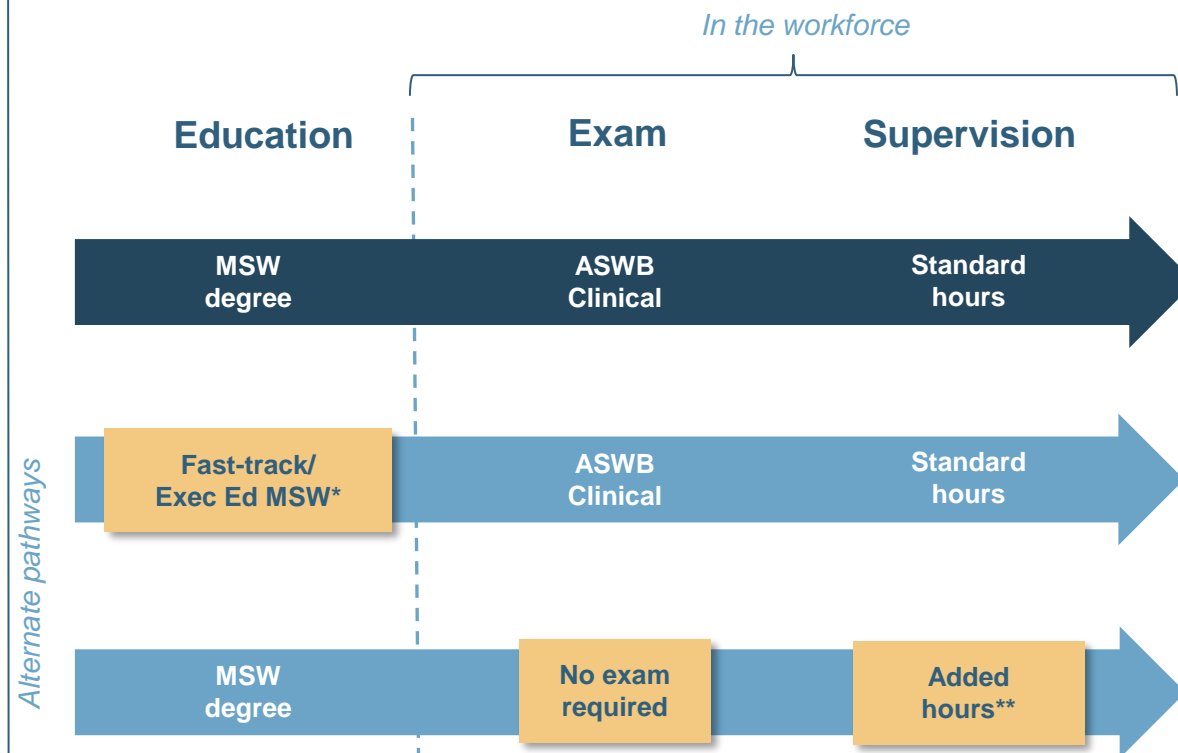 In the workforce
Education
Exam
Supervision
MSW
degree
ASWB
Clinical
Standard
hours
Alternate pathways
Fast-track/
Exec Ed MSW*
ASWB
Clinical
Standard
hours
MSW
degree
No exam
required
Added
hours**